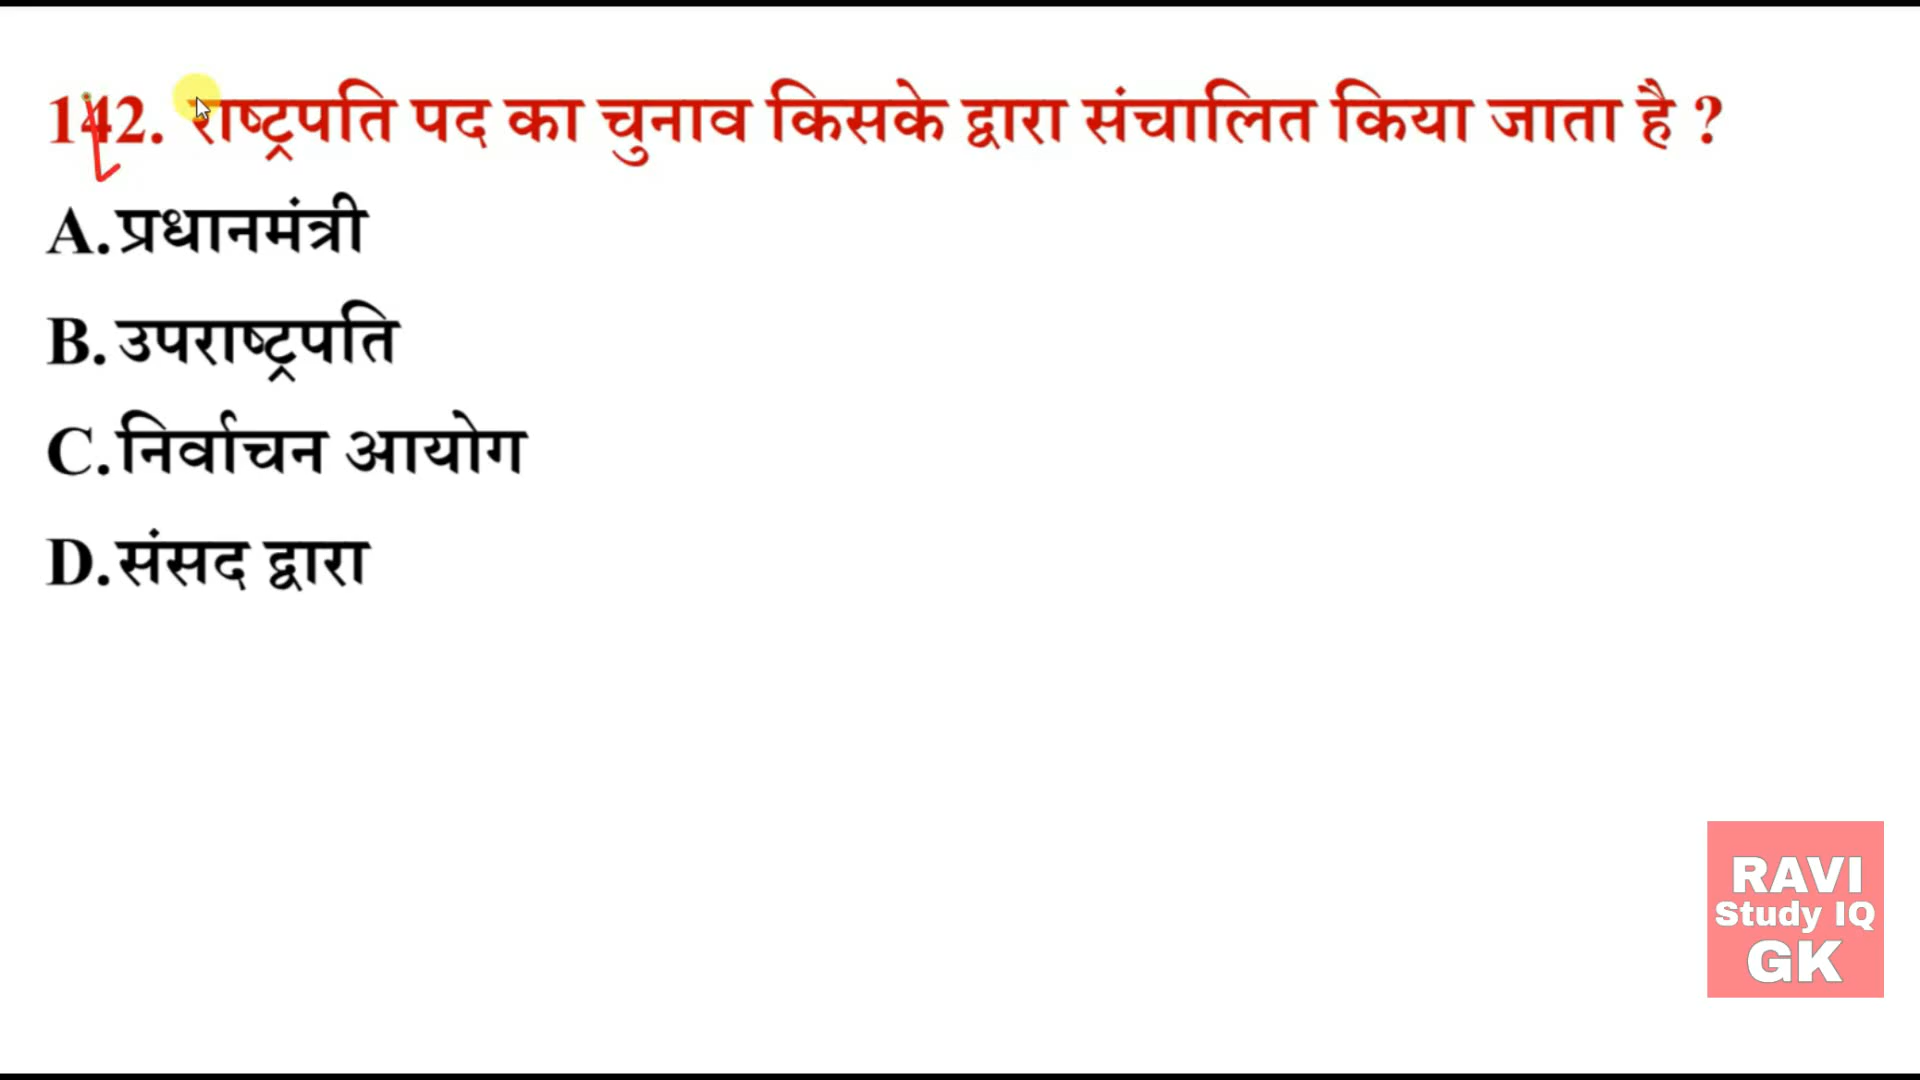 142. राष्ट्रपति पद का चुनाव किसके द्वारा संचालित किया जाता है ?
A.प्रधानमंत्री
B.उपराष्ट्रपति
C.निर्वाचन आयोग
D.संसद द्वारा
RAVI
Study IQ
GK